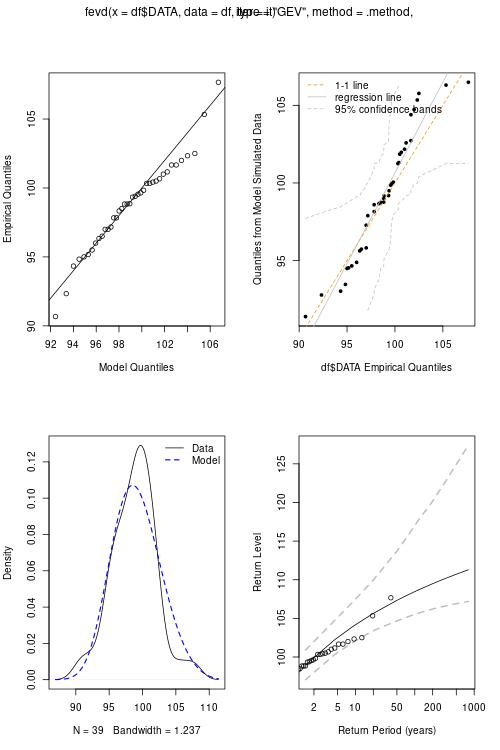 fevd(x = df$DATA, data = df, type = "GEV", method = .method,
Empirical Quantiles
90 95 100 105
92 94 96 98 102 106
Model Quantiles
1-1 line
regression line
95% confidence bands
Quantiles from Model Simulated Data
95 100 105
90 95 100 105
df$DATA Empirical Quantiles
Data
Model
Density
0.00 0.02 0.04 0.06 0.08 0.10 0.12
90 95 100 105 110
N = 39 Bandwidth = 1.237
Return Level
100 105 110 115 120 125
2 5 10 50 200 1000
Return Period (years)